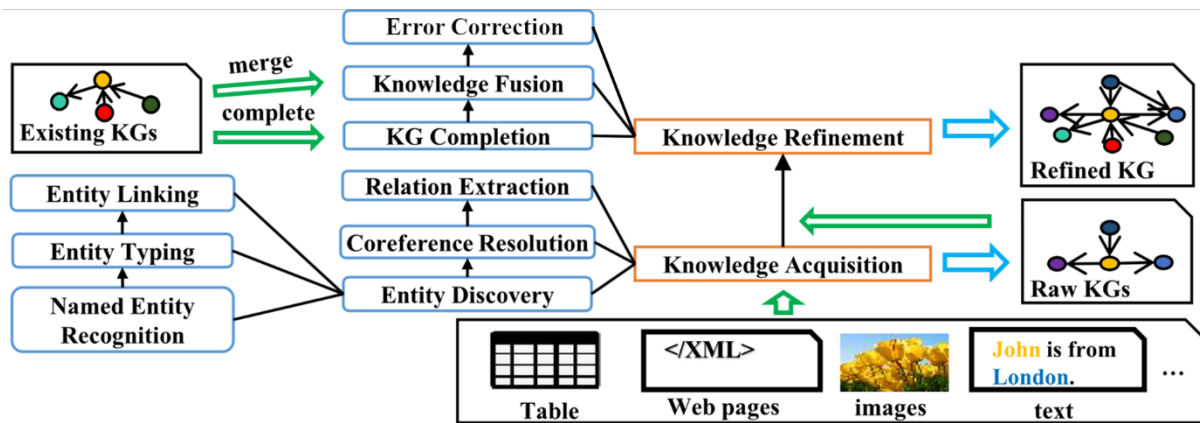 Error Correction
merge
Knowledge Fusion
complete
Existing KGs
KG Completion
Knowledge Refinement
Refined KG
Entity Linking
Relation Extraction
Entity Typing
Coreference Resolution
Knowledge Acquisition
Raw KGs
Named Entity
Recognition
Entity Discovery
</XML>
John is from
London.
...
Table
Web pages
images
text